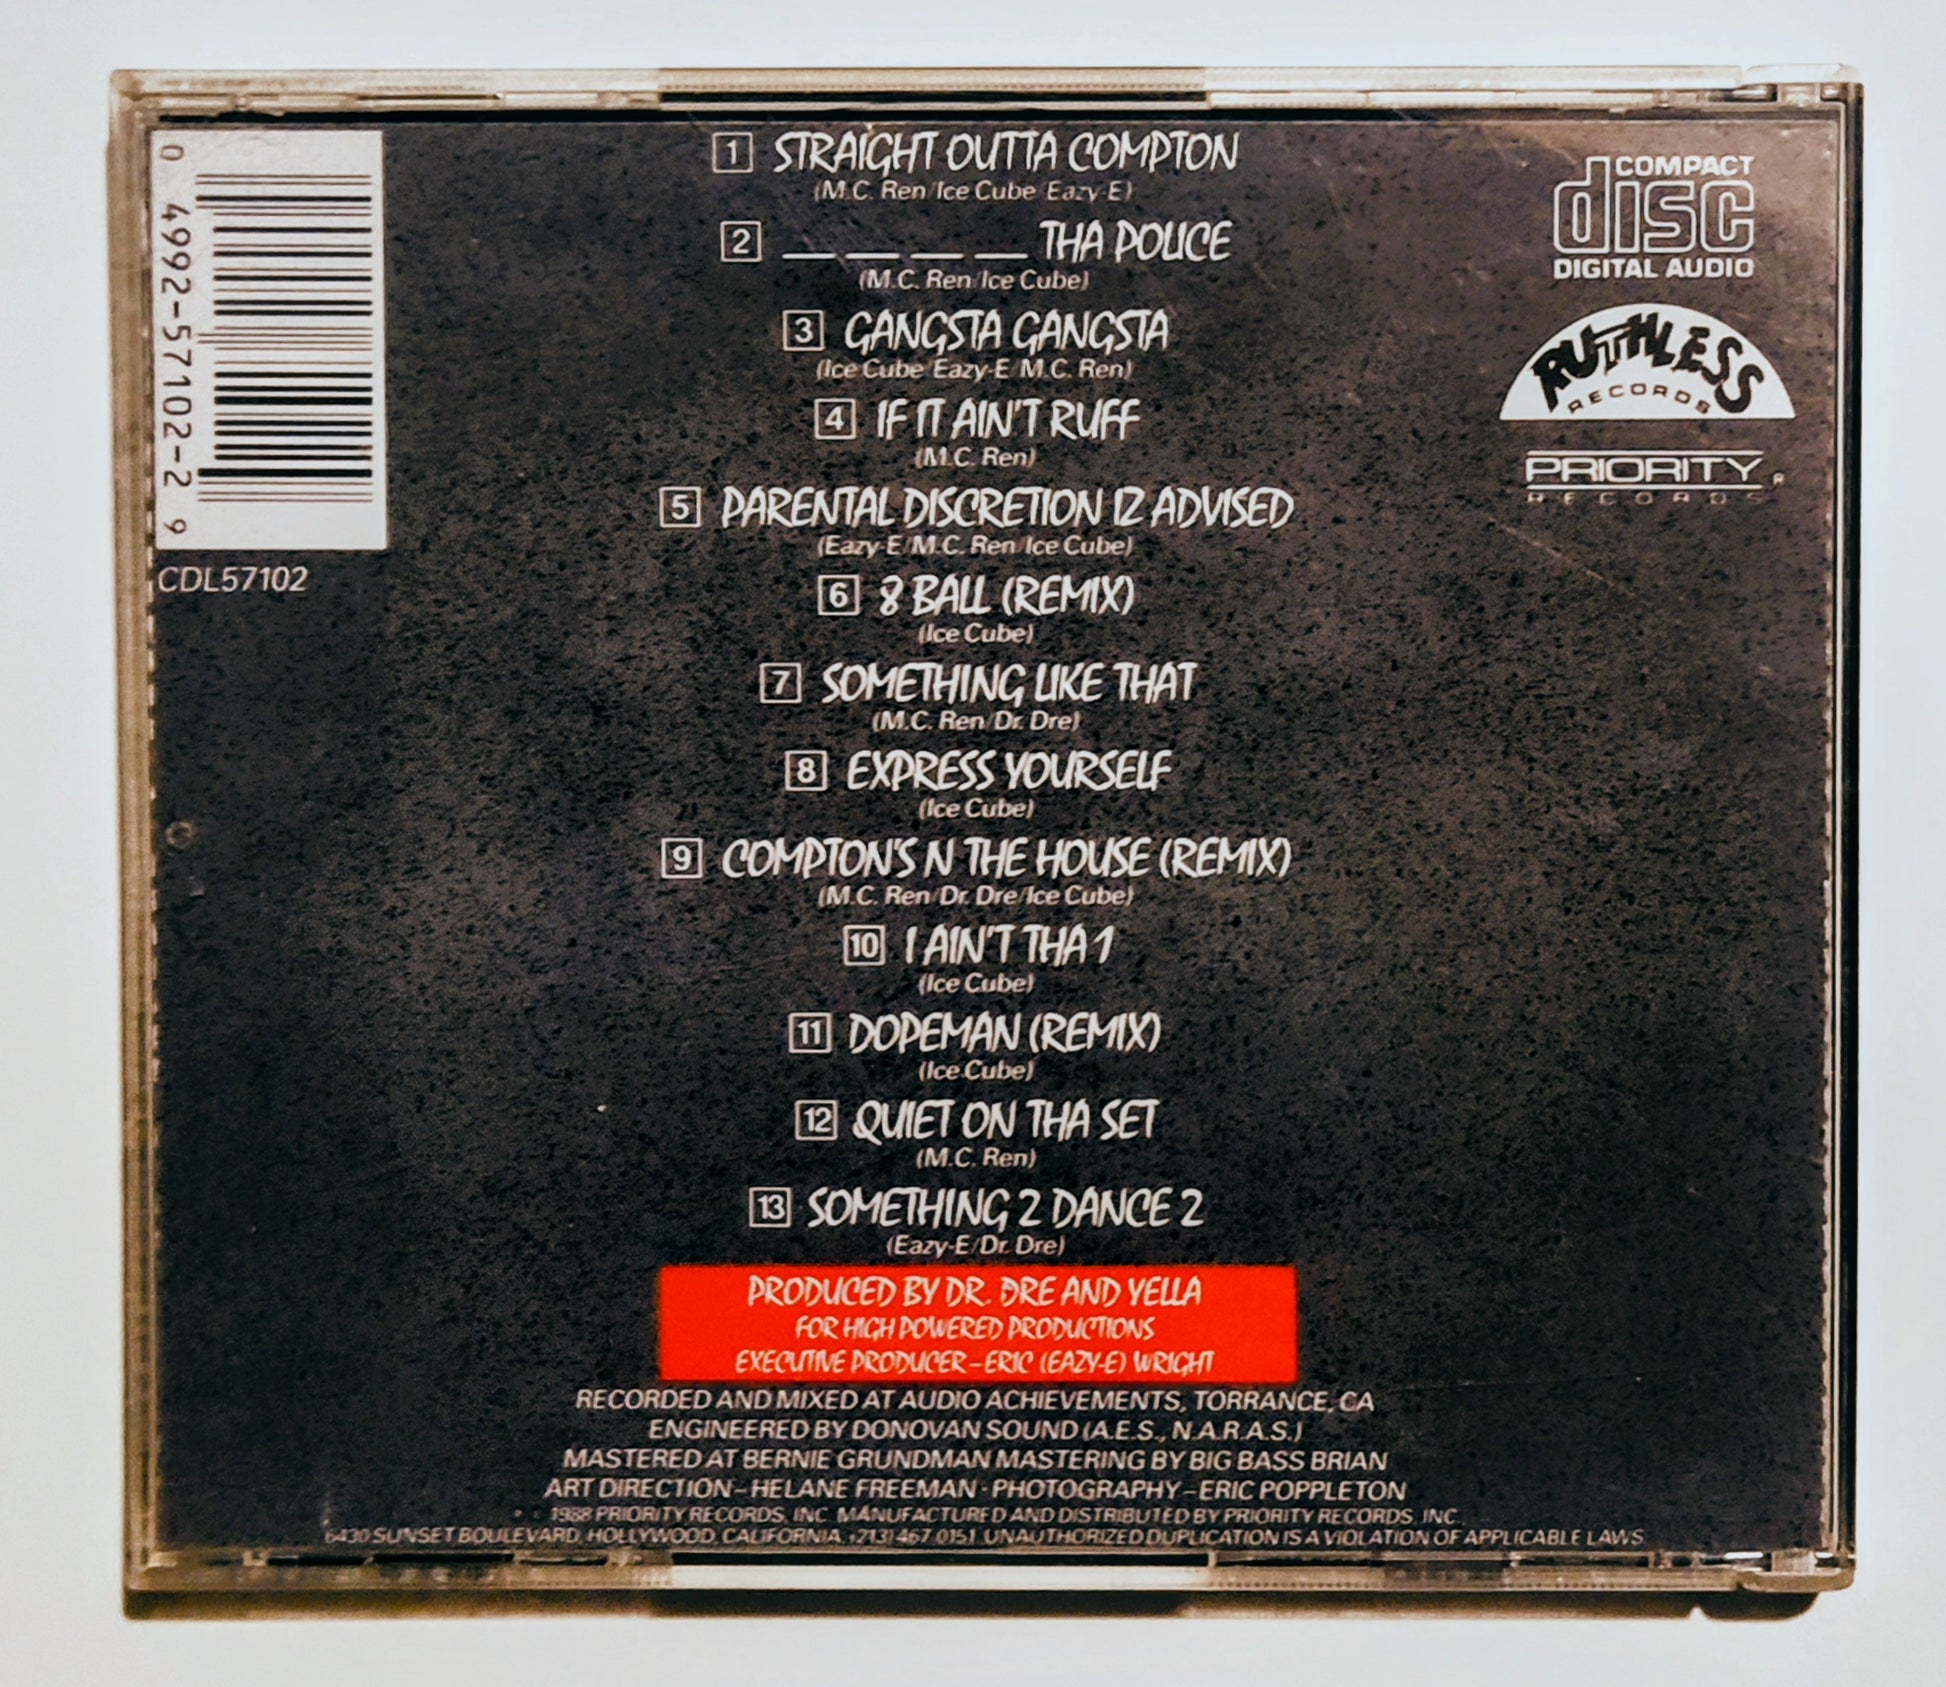 0 4992-57102-2 9
CDL57102
1 STRAIGHT OUTTA COMPTON
(M.C. Ren/Ice Cube/Eazy-E)
2 _ _ _ _ THA POLICE
(M.C. Ren/Ice Cube)
3 GANGSTA GANGSTA
(Ice Cube/Eazy-E/M.C. Ren)
4 IF IT AIN'T RUFF
(M.C. Ren)
5 PARENTAL DISCRETION IZ ADVISED
(Eazy-E/M.C. Ren/Ice Cube)
6 8 BALL (REMIX)
(Ice Cube)
7 SOMETHING LIKE THAT
(M.C. Ren/Dr. Dre)
8 EXPRESS YOURSELF
(Ice Cube)
9 COMPTON'S N THE HOUSE (REMIX)
(M.C. Ren/Dr. Dre/Ice Cube)
10 I AIN'T THA 1
(Ice Cube)
11 DOPEMAN (REMIX)
(Ice Cube)
12 QUIET ON THA SET
(M.C. Ren)
13 SOMETHING 2 DANCE 2
(Eazy-E/Dr. Dre)
PRODUCED BY DR. DRE AND YELLA
FOR HIGH POWERED PRODUCTIONS
EXECUTIVE PRODUCER – ERIC (EAZY-E) WRIGHT
RECORDED AND MIXED AT AUDIO ACHIEVEMENTS, TORRANCE, CA
ENGINEERED BY DONOVAN SOUND (A.E.S., N.A.R.A.S.)
MASTERED AT BERNIE GRUNDMAN MASTERING BY BIG BASS BRIAN
ART DIRECTION – HELANE FREEMAN · PHOTOGRAPHY – ERIC POPPLETON
1988 PRIORITY RECORDS, INC. MANUFACTURED AND DISTRIBUTED BY PRIORITY RECORDS, INC.
6430 SUNSET BOULEVARD, HOLLYWOOD, CALIFORNIA (213) 467-0151 UNAUTHORIZED DUPLICATION IS A VIOLATION OF APPLICABLE LAWS
COMPACT
disc
DIGITAL AUDIO
RUTHLESS
RECORDS
PRIORITY
RECORDS